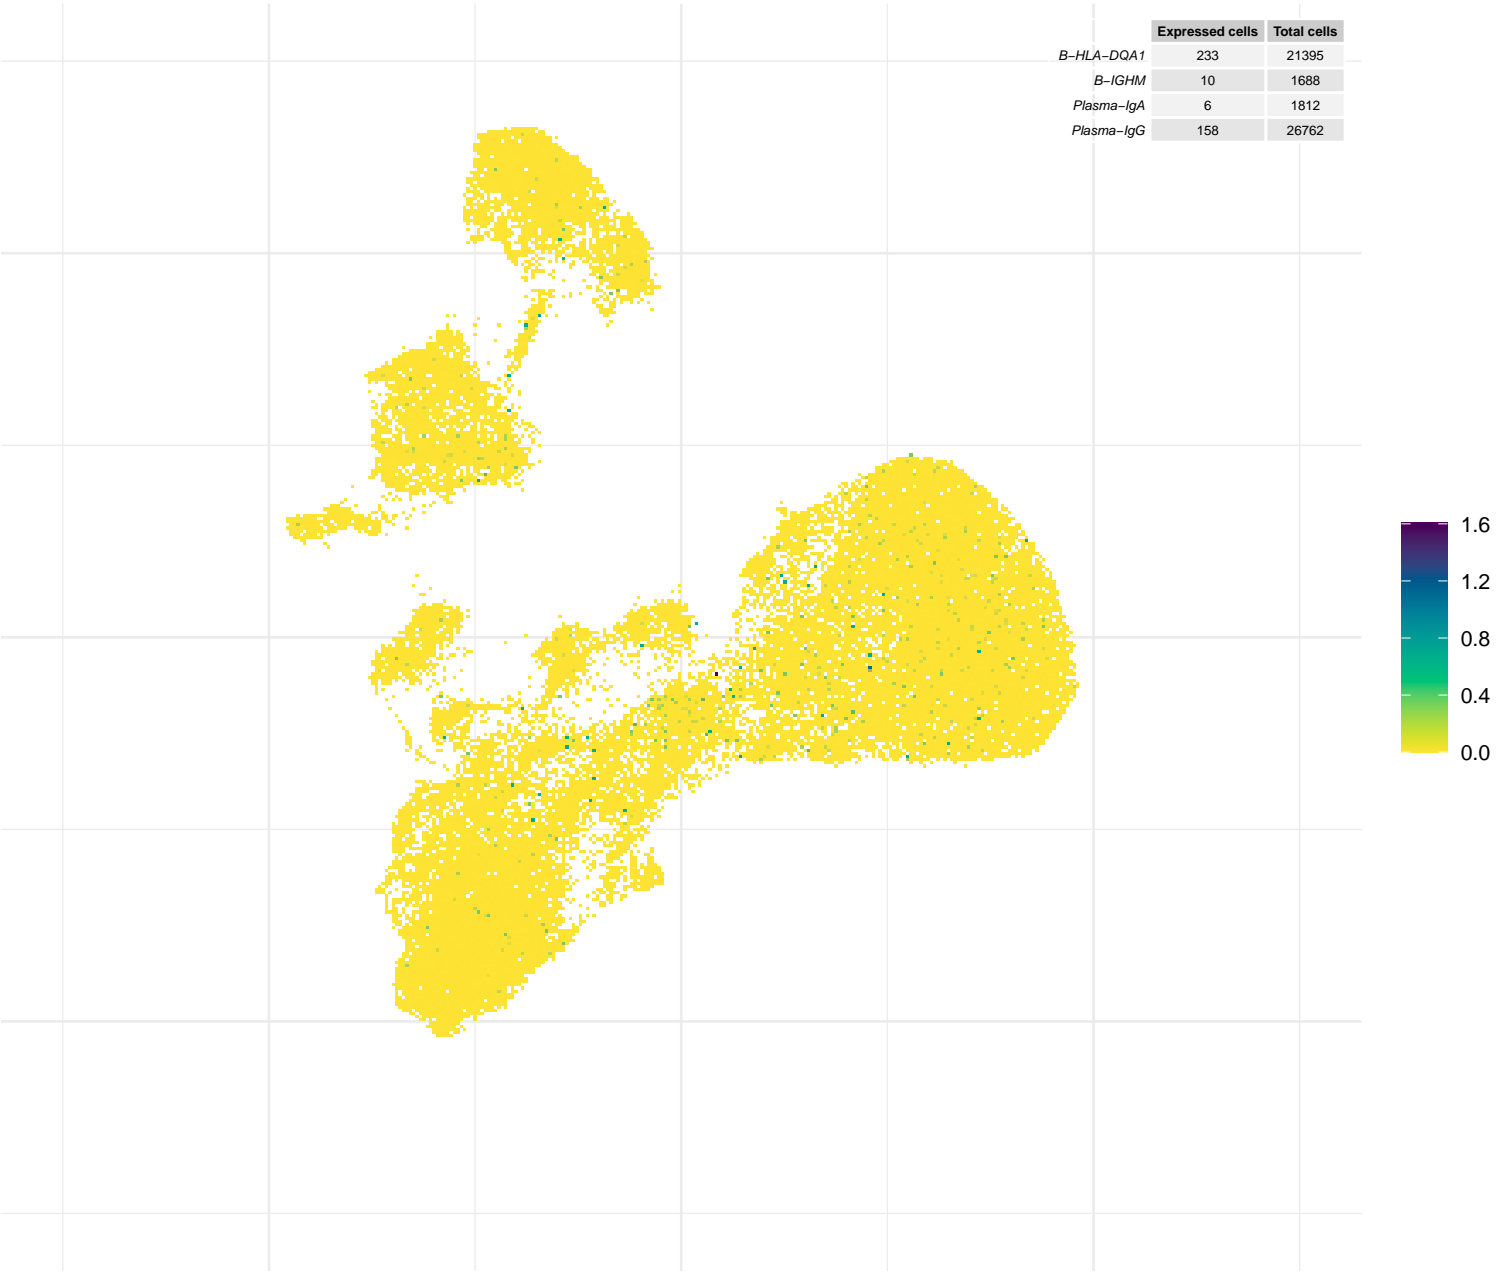 Expressed cells Total cells
B−HLA−DQA1 233 21395
B−IGHM 10 1688
Plasma−IgA 6 1812
Plasma−IgG 158 26762
1.6
1.2
0.8
0.4
0.0